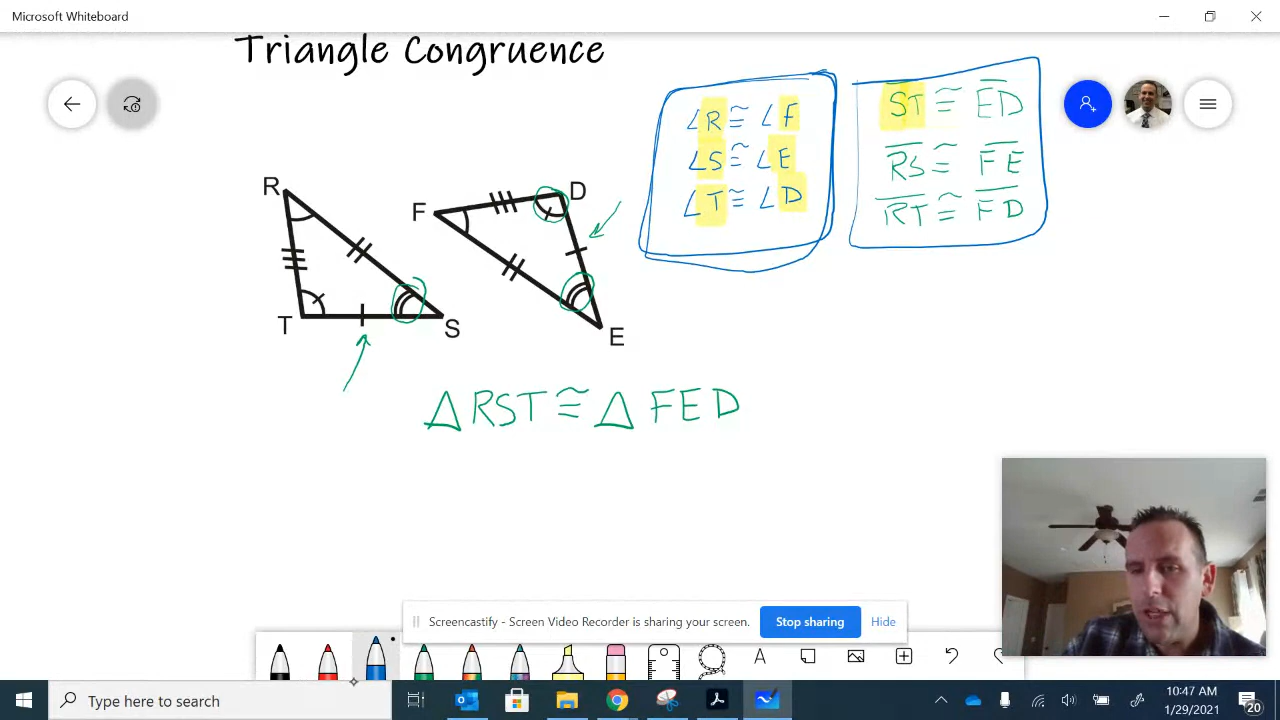 Microsoft Whiteboard
Triangle Congruence
∠R ≅ ∠F
∠S ≅ ∠E
∠T ≅ ∠D
ST ≅ ED
RS ≅ FE
RT ≅ FD
R
T
S
F
D
E
△RST ≅ △FED
Screencastify - Screen Video Recorder is sharing your screen.
Stop sharing
Hide
A
Type here to search
10:47 AM
1/29/2021
20